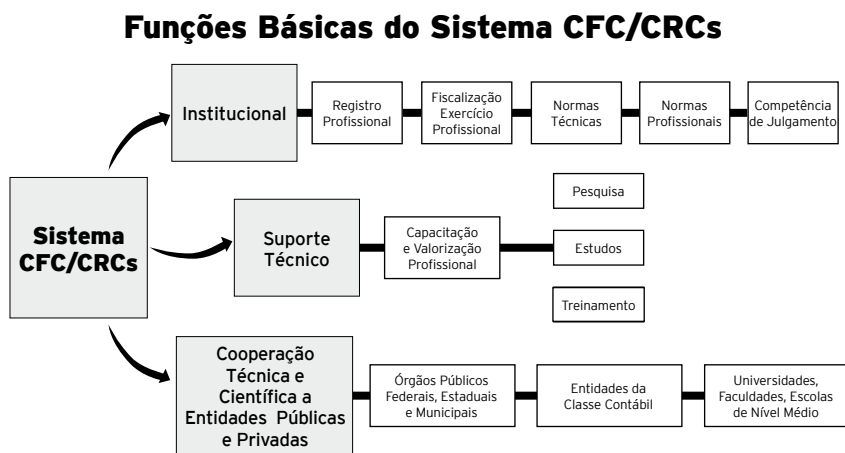 Funções Básicas do Sistema CFC/CRCs
Institucional
Registro
Profissional
Fiscalização
Exercício
Profissional
Normas
Técnicas
Normas
Profissionais
Competência
de Julgamento
Sistema
CFC/CRCs
Suporte
Técnico
Capacitação
e Valorização
Profissional
Pesquisa
Estudos
Treinamento
Cooperação
Técnica e
Científica a
Entidades Públicas
e Privadas
Órgãos Públicos
Federais, Estaduais
e Municipais
Entidades da
Classe Contábil
Universidades,
Faculdades, Escolas
de Nível Médio